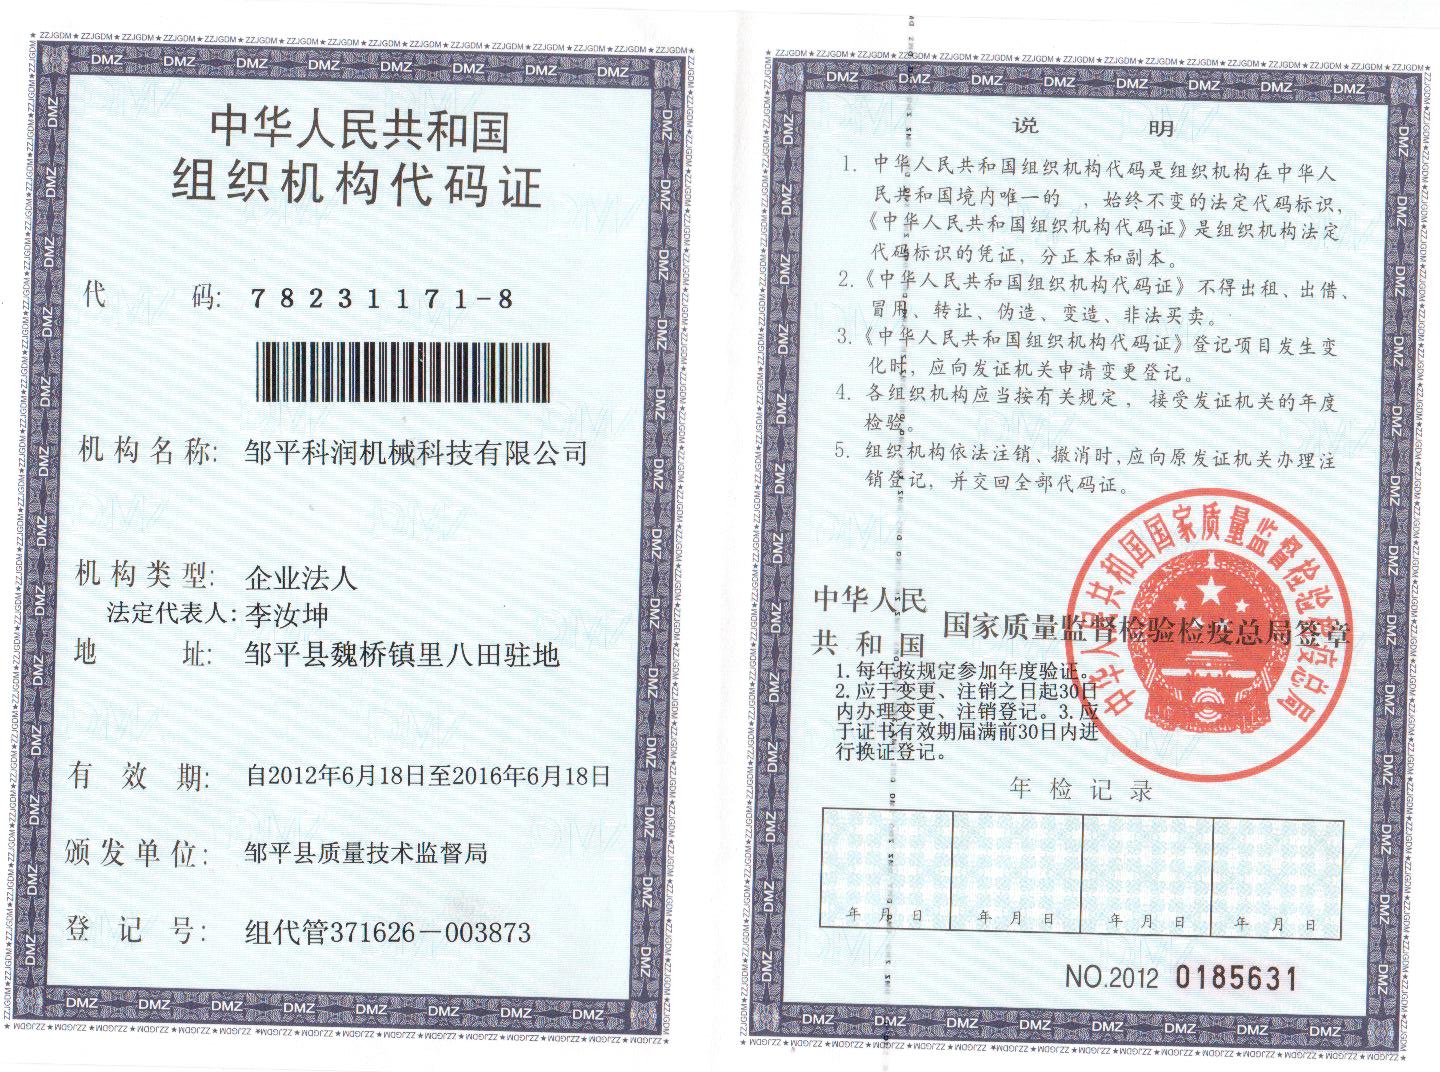 中华人民共和国
组织机构代码证
代 码: 78231171-8
机构名称: 邹平科润机械科技有限公司
机构类型: 企业法人
法定代表人: 李汝坤
地 址: 邹平县魏桥镇里八田驻地
有 效 期: 自2012年6月18日至2016年6月18日
颁发单位: 邹平县质量技术监督局
登 记 号: 组代管371626-003873
说 明
1. 中华人民共和国组织机构代码是组织机构在中华人
民共和国境内唯一的 ，始终不变的法定代码标识，
《中华人民共和国组织机构代码证》是组织机构法定
代码标识的凭证，分正本和副本。
2.《中华人民共和国组织机构代码证》不得出租、出借、
冒用、转让、伪造、变造、非法买卖。
3.《中华人民共和国组织机构代码证》登记项目发生变
化时，应向发证机关申请变更登记。
4. 各组织机构应当按有关规定，接受发证机关的年度
检验。
5. 组织机构依法注销、撤消时，应向原发证机关办理注
销登记，并交回全部代码证。
中华人民共和国国家质量监督检验检疫总局
中华人民
共和国 国家质量监督检验检疫总局签章
1. 每年按规定参加年度验证。
2. 应于变更、注销之日起30日
内办理变更、注销登记。3. 应
于证书有效期届满前30日内进
行换证登记。
年检记录
年 月 日 年 月 日 年 月 日 年 月 日
NO.2012 0185631